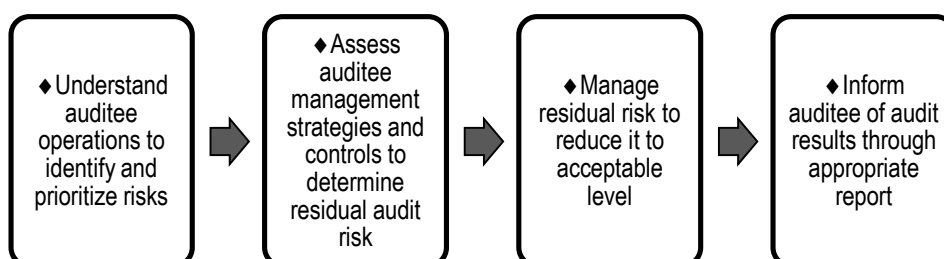 ♦Understand
auditee
operations to
identify and
prioritize risks
♦Assess
auditee
management
strategies and
controls to
determine
residual audit
risk
♦Manage
residual risk to
reduce it to
acceptable
level
♦Inform
auditee of audit
results through
appropriate
report